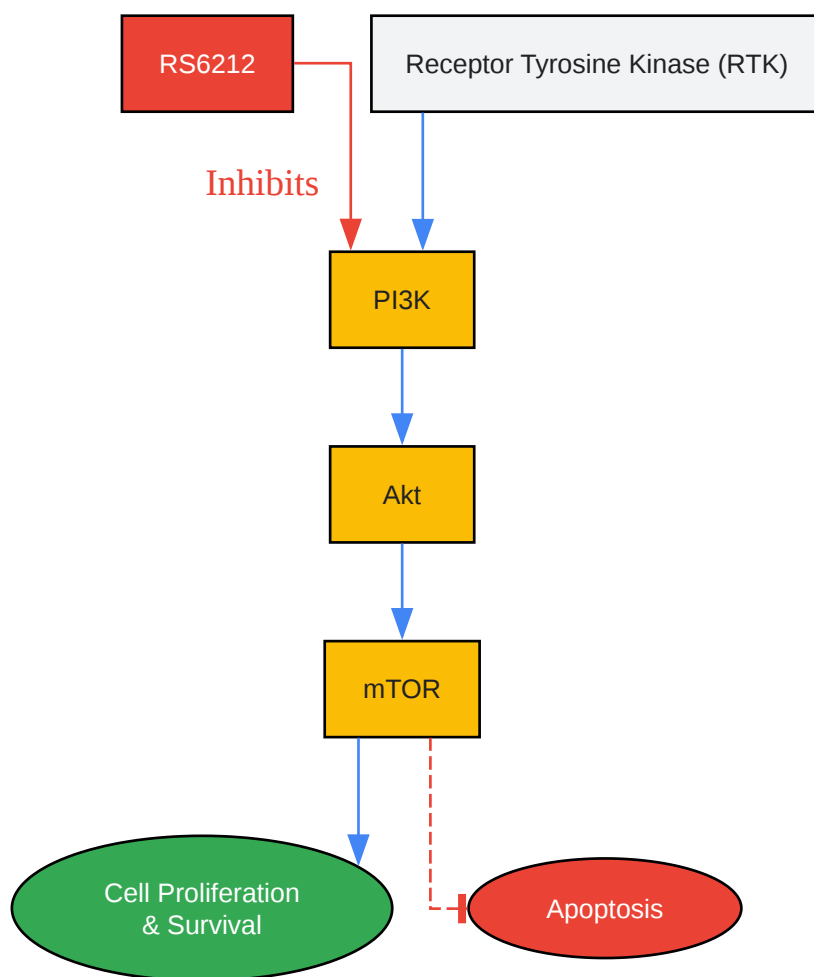 RS6212
Receptor Tyrosine Kinase (RTK)
Inhibits
PI3K
Akt
mTOR
Cell Proliferation
& Survival
Apoptosis